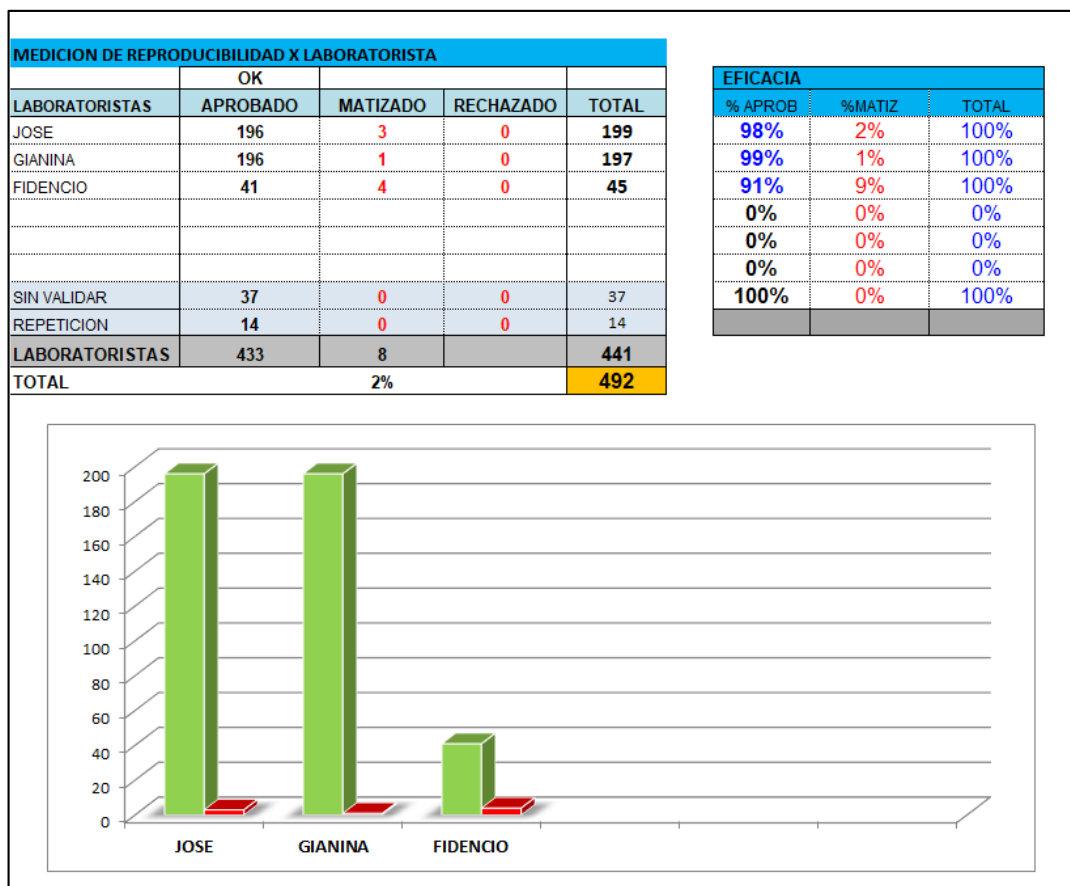 MEDICION DE REPRODUCIBILIDAD X LABORATORISTA
OK
LABORATORISTAS APROBADO MATIZADO RECHAZADO TOTAL
JOSE 196 3 0 199
GIANINA 196 1 0 197
FIDENCIO 41 4 0 45
SIN VALIDAR 37 0 0 37
REPETICION 14 0 0 14
LABORATORISTAS 433 8 441
TOTAL 2% 492
EFICACIA
% APROB %MATIZ TOTAL
98% 2% 100%
99% 1% 100%
91% 9% 100%
0% 0% 0%
0% 0% 0%
0% 0% 0%
100% 0% 100%
200
180
160
140
120
100
80
60
40
20
0
JOSE GIANINA FIDENCIO